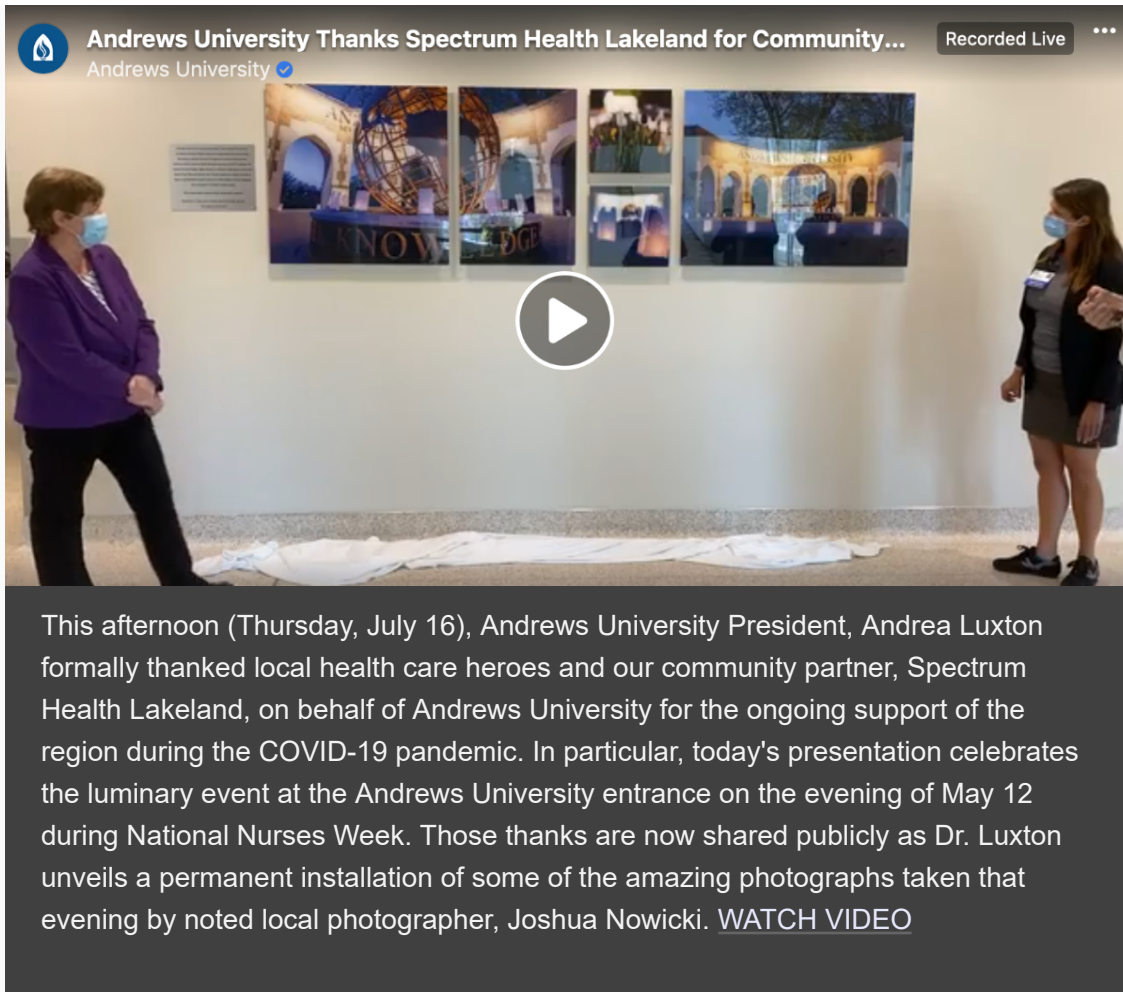 Andrews University Thanks Spectrum Health Lakeland for Community...
Recorded Live
Andrews University
AN
KNOWLEDGE
This afternoon (Thursday, July 16), Andrews University President, Andrea Luxton
formally thanked local health care heroes and our community partner, Spectrum
Health Lakeland, on behalf of Andrews University for the ongoing support of the
region during the COVID-19 pandemic. In particular, today's presentation celebrates
the luminary event at the Andrews University entrance on the evening of May 12
during National Nurses Week. Those thanks are now shared publicly as Dr. Luxton
unveils a permanent installation of some of the amazing photographs taken that
evening by noted local photographer, Joshua Nowicki. WATCH VIDEO